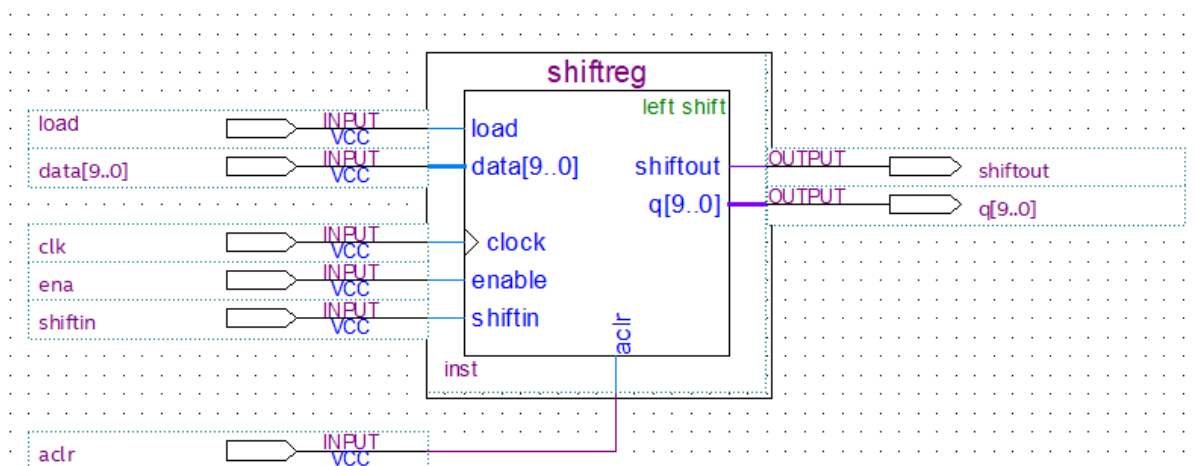 shiftreg
left shift
load INPUT VCC load
data[9..0] INPUT VCC data[9..0] shiftout OUTPUT shiftout
q[9..0] OUTPUT q[9..0]
clk INPUT VCC clock
ena INPUT VCC enable
shiftin INPUT VCC shiftin
aclr
inst
aclr INPUT VCC